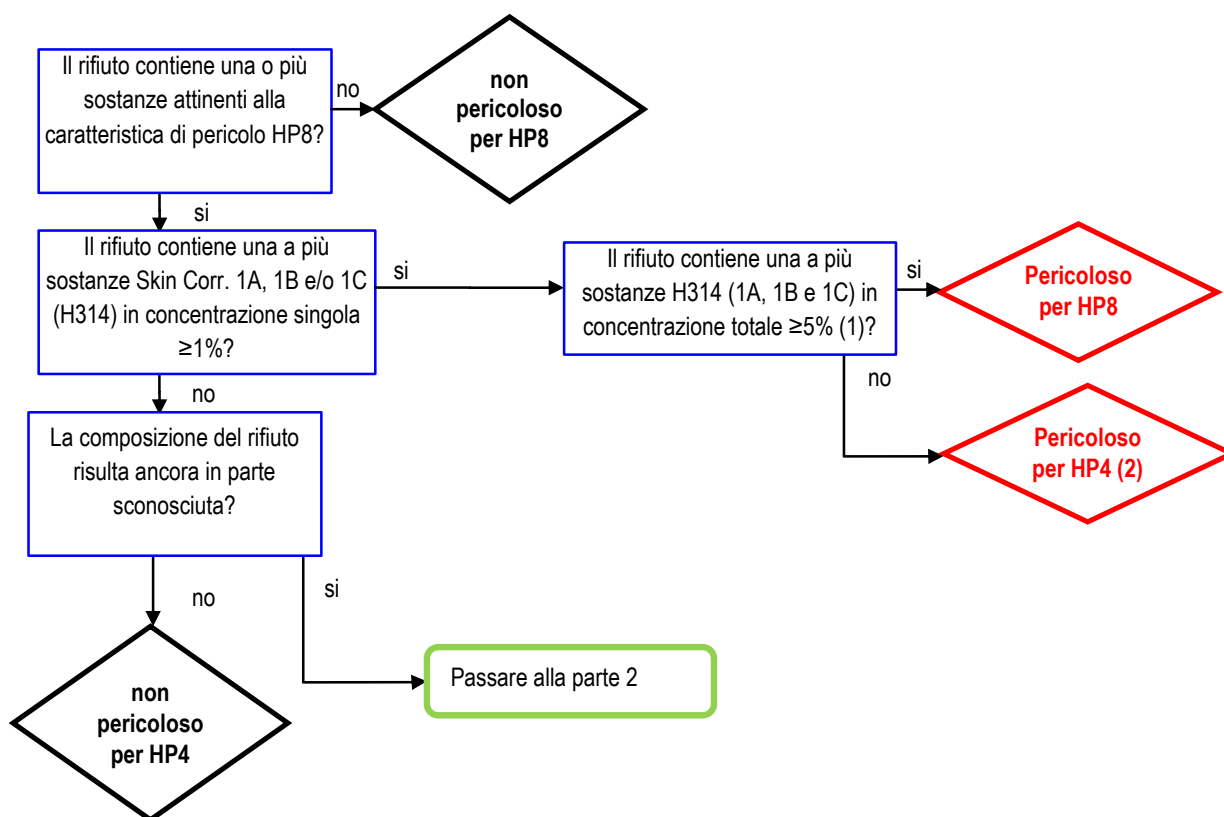 Il rifiuto contiene una o più
sostanze attinenti alla
caratteristica di pericolo HP8?
no
non
pericoloso
per HP8
si
Il rifiuto contiene una a più
sostanze Skin Corr. 1A, 1B e/o 1C
(H314) in concentrazione singola
≥1%?
si
Il rifiuto contiene una a più
sostanze H314 (1A, 1B e 1C) in
concentrazione totale ≥5% (1)?
si
Pericoloso
per HP8
no
Pericoloso
per HP4 (2)
no
La composizione del rifiuto
risulta ancora in parte
sconosciuta?
no
si
non
pericoloso
per HP4
Passare alla parte 2